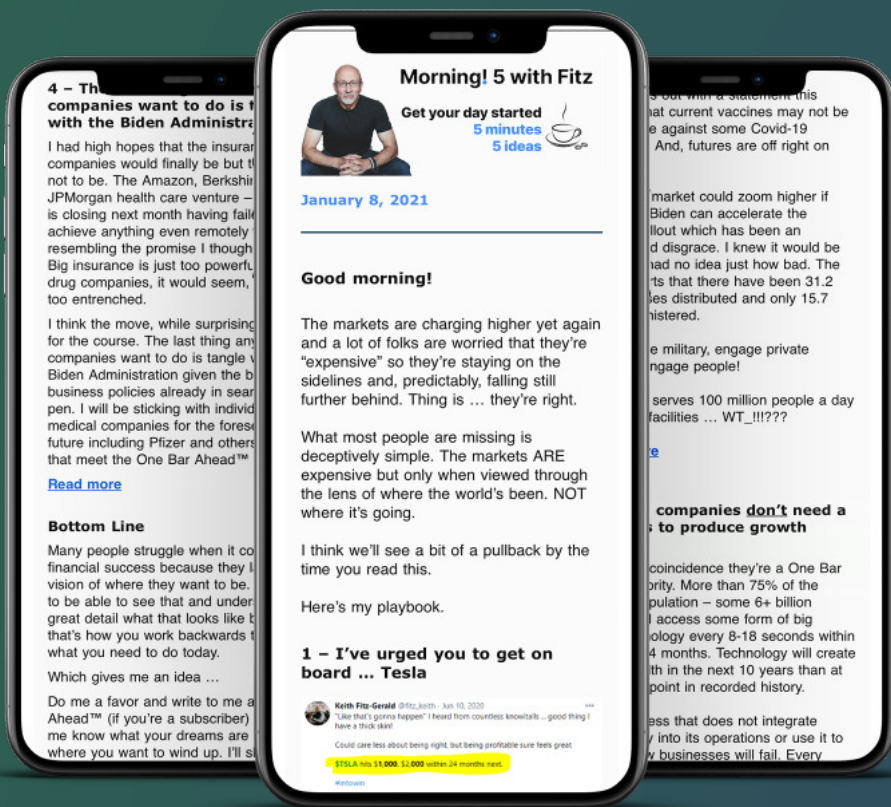 4 – Th
companies want to do is t
with the Biden Administra
I had high hopes that the insurar
companies would finally be but t
not to be. The Amazon, Berkshir
JPMorgan health care venture –
is closing next month having faile
achieve anything even remotely
resembling the promise I though
Big insurance is just too powerfu
drug companies, it would seem,
too entrenched.
I think the move, while surprising
for the course. The last thing any
companies want to do is tangle v
Biden Administration given the b
business policies already in sear
pen. I will be sticking with individ
medical companies for the forese
future including Pfizer and others
that meet the One Bar Ahead™
Read more
Bottom Line
Many people struggle when it co
financial success because they l
vision of where they want to be.
to be able to see that and under
great detail what that looks like b
that's how you work backwards t
what you need to do today.
Which gives me an idea …
Do me a favor and write to me a
Ahead™ (if you're a subscriber)
me know what your dreams are
where you want to wind up. I'll s
Morning! 5 with Fitz
Get your day started
5 minutes
5 ideas
January 8, 2021
Good morning!
The markets are charging higher yet again
and a lot of folks are worried that they're
"expensive" so they're staying on the
sidelines and, predictably, falling still
further behind. Thing is … they're right.
What most people are missing is
deceptively simple. The markets ARE
expensive but only when viewed through
the lens of where the world's been. NOT
where it's going.
I think we'll see a bit of a pullback by the
time you read this.
Here's my playbook.
1 – I've urged you to get on
board … Tesla
Keith Fitz-Gerald @fitz_keith · Jun 10, 2020
"Like that's gonna happen" I heard from countless knowitalls ... good thing I
have a thick skin!
Could care less about being right, but being profitable sure feels great
$TSLA hits $1,000. $2,000 within 24 months next.
#intowin
s out with a statement this
hat current vaccines may not be
e against some Covid-19
And, futures are off right on
market could zoom higher if
Biden can accelerate the
llout which has been an
d disgrace. I knew it would be
had no idea just how bad. The
rts that there have been 31.2
ses distributed and only 15.7
nistered.
e military, engage private
ngage people!
serves 100 million people a day
facilities … WT_!!!???
e
companies don't need a
s to produce growth
coincidence they're a One Bar
ority. More than 75% of the
pulation – some 6+ billion
l access some form of big
ology every 8-18 seconds within
4 months. Technology will create
lth in the next 10 years than at
point in recorded history.
ess that does not integrate
y into its operations or use it to
w businesses will fail. Every